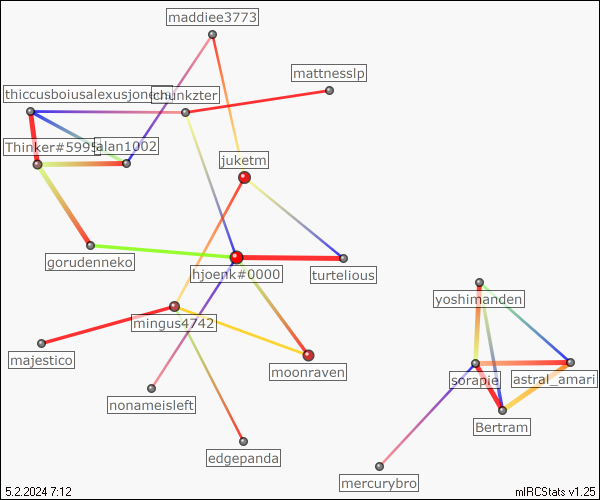 maddiee3773
mattnesslp
thiccusboiusalexusjone
chunkzter
Thinker#5995
alan1002
juketm
gorudenneko
hjoenk#0000
turtelious
yoshimanden
mingus4742
majestico
moonraven
sorapie
astral_amari
nonameisleft
Bertram
edgepanda
mercurybro
5.2.2024 7:12
mIRCStats v1.25